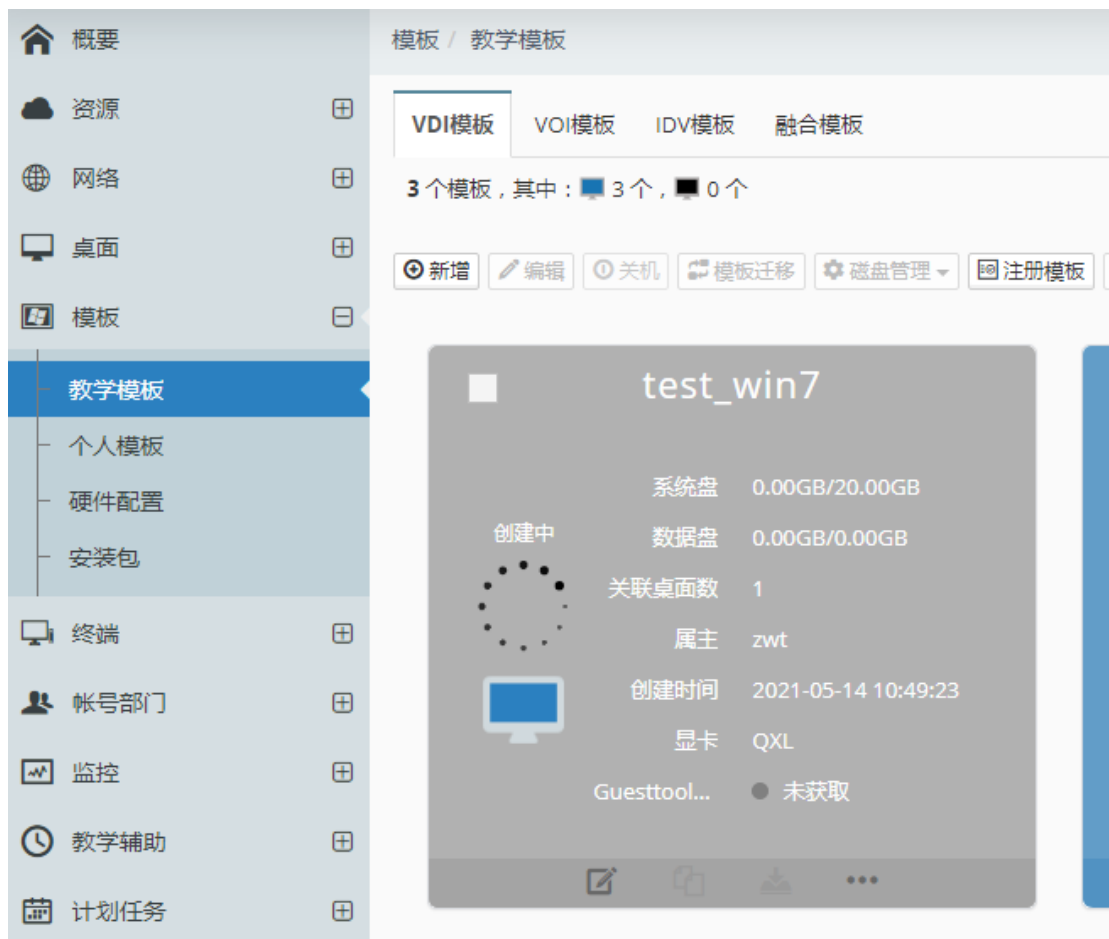 概要
资源
网络
桌面
模板
教学模板
个人模板
硬件配置
安装包
终端
帐号部门
监控
教学辅助
计划任务
模板 / 教学模板
VDI模板 VOI模板 IDV模板 融合模板
3 个模板，其中： 3 个， 0 个
新增 编辑 关机 模板迁移 磁盘管理 注册模板
test_win7
创建中
系统盘 0.00GB/20.00GB
数据盘 0.00GB/0.00GB
关联桌面数 1
属主 zwt
创建时间 2021-05-14 10:49:23
显卡 QXL
Guesttool... 未获取